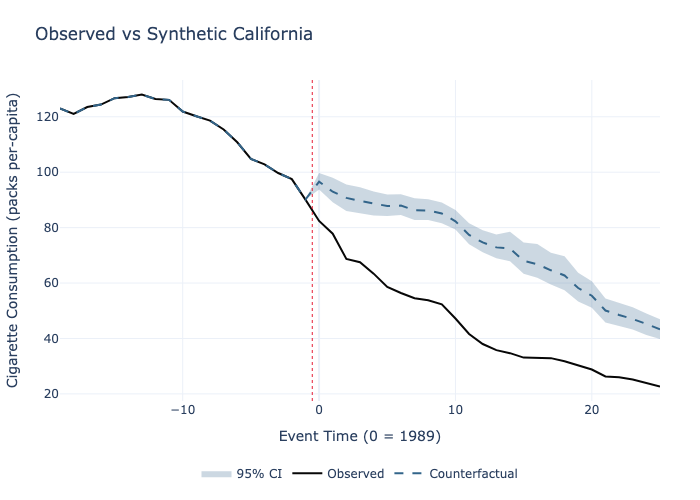 Observed vs Synthetic California
Cigarette Consumption (packs per-capita)
120
100
80
60
40
20
−10
0
10
20
Event Time (0 = 1989)
95% CI
Observed
Counterfactual